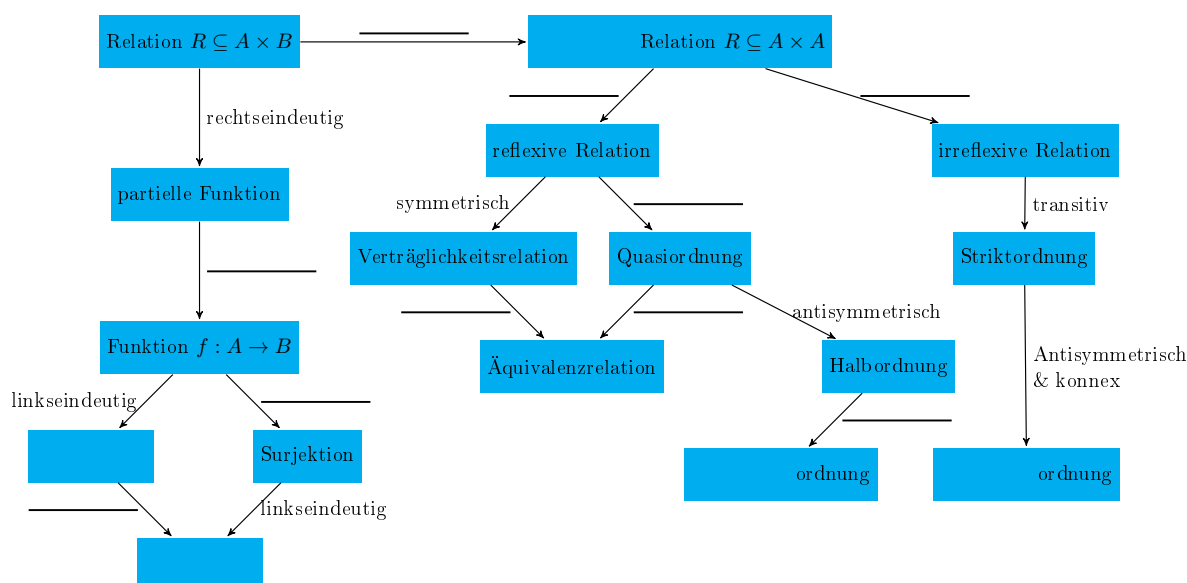 Relation R ⊆ A × B
Relation R ⊆ A × A
rechtseindeutig
reflexive Relation
irreflexive Relation
partielle Funktion
symmetrisch
transitiv
Verträglichkeitsrelation
Quasiordnung
Striktordnung
antisymmetrisch
Funktion f : A → B
Äquivalenzrelation
Halbordnung
Antisymmetrisch
& konnex
linkseindeutig
Surjektion
ordnung
ordnung
linkseindeutig